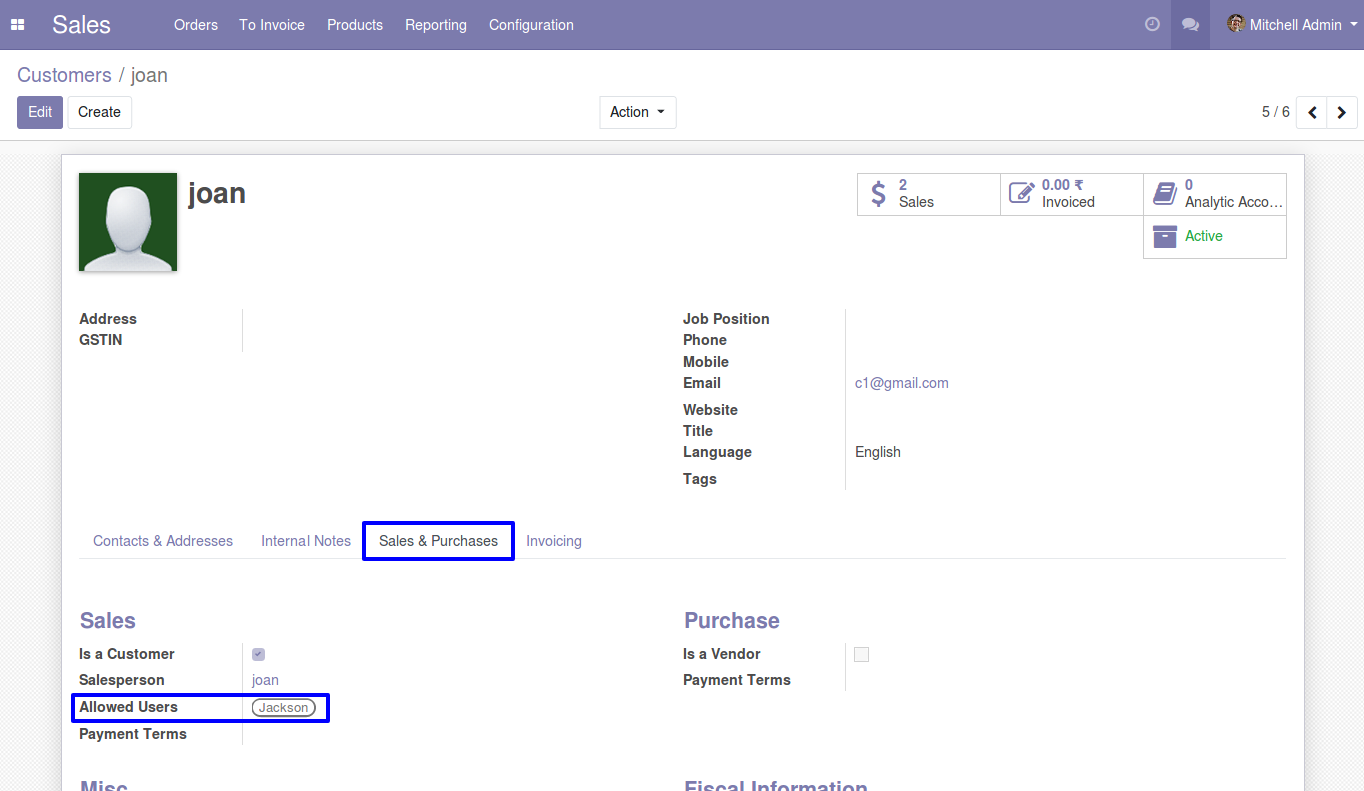 Sales Orders To Invoice Products Reporting Configuration Mitchell Admin
Customers / joan
Edit Create Action 5 / 6
joan
2
Sales
0.00 ₹
Invoiced
0
Analytic Acco...
Active
Address
GSTIN
Job Position
Phone
Mobile
Email c1@gmail.com
Website
Title
Language English
Tags
Contacts & Addresses Internal Notes Sales & Purchases Invoicing
Sales
Is a Customer
Salesperson joan
Allowed Users Jackson
Payment Terms
Purchase
Is a Vendor
Payment Terms
Misc
Fiscal Information